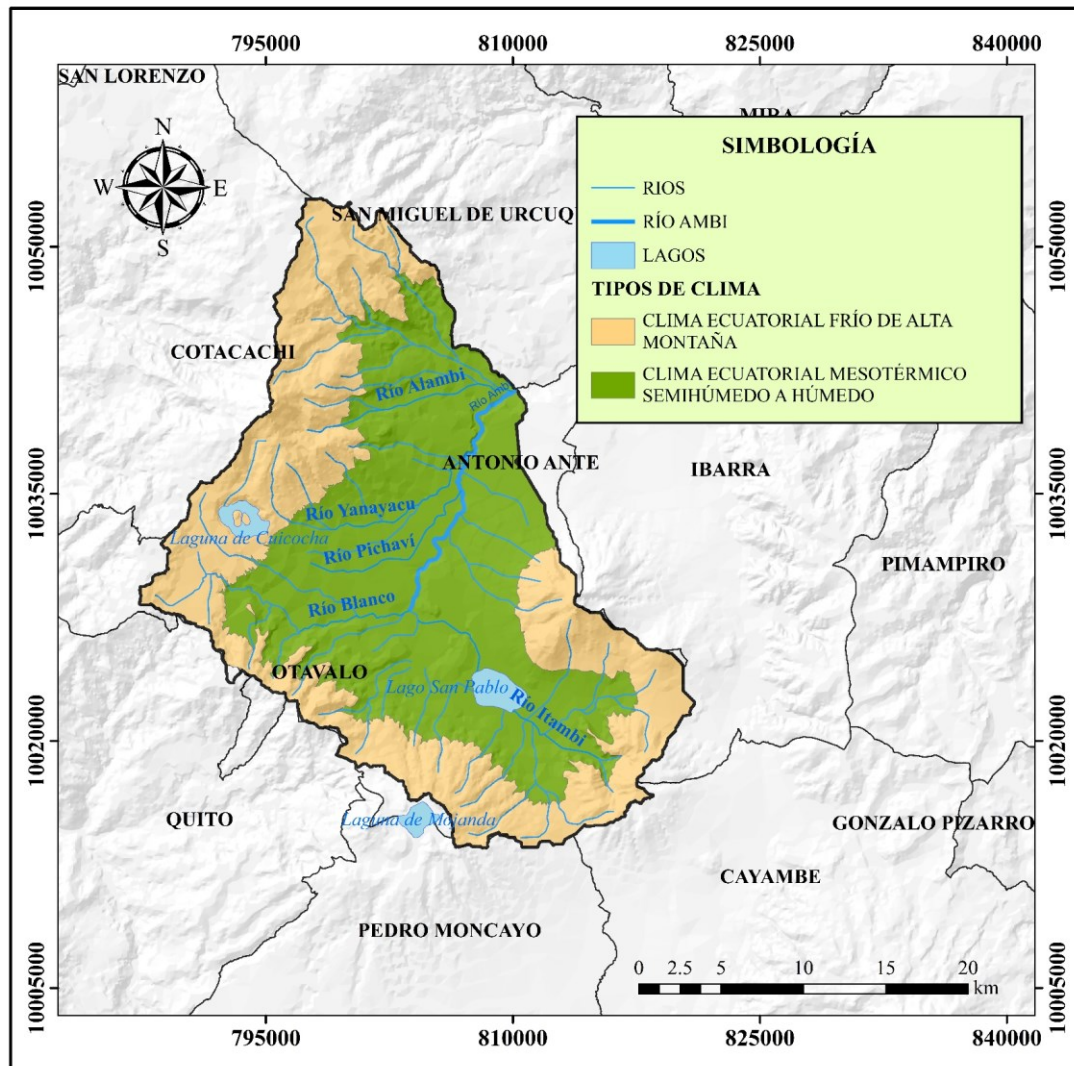 795000 810000 825000 840000
SAN LORENZO
MIRA
N
W E
S
SIMBOLOGÍA
RIOS
RÍO AMBI
LAGOS
TIPOS DE CLIMA
CLIMA ECUATORIAL FRÍO DE ALTA
MONTAÑA
CLIMA ECUATORIAL MESOTÉRMICO
SEMIHÚMEDO A HÚMEDO
SAN MIGUEL DE URCUQ
10050000 10050000
COTACACHI
Río Alambi
Río Ambi
ANTONIO ANTE
IBARRA
10035000 10035000
Río Yanayacu
Laguna de Cuicocha
Río Pichaví
PIMAMPIRO
Río Blanco
OTAVALO
Lago San Pablo
Río Itambi
10020000 10020000
QUITO
Laguna de Mojanda
GONZALO PIZARRO
CAYAMBE
PEDRO MONCAYO
0 2.5 5 10 15 20
km
10005000 10005000
795000 810000 825000 840000